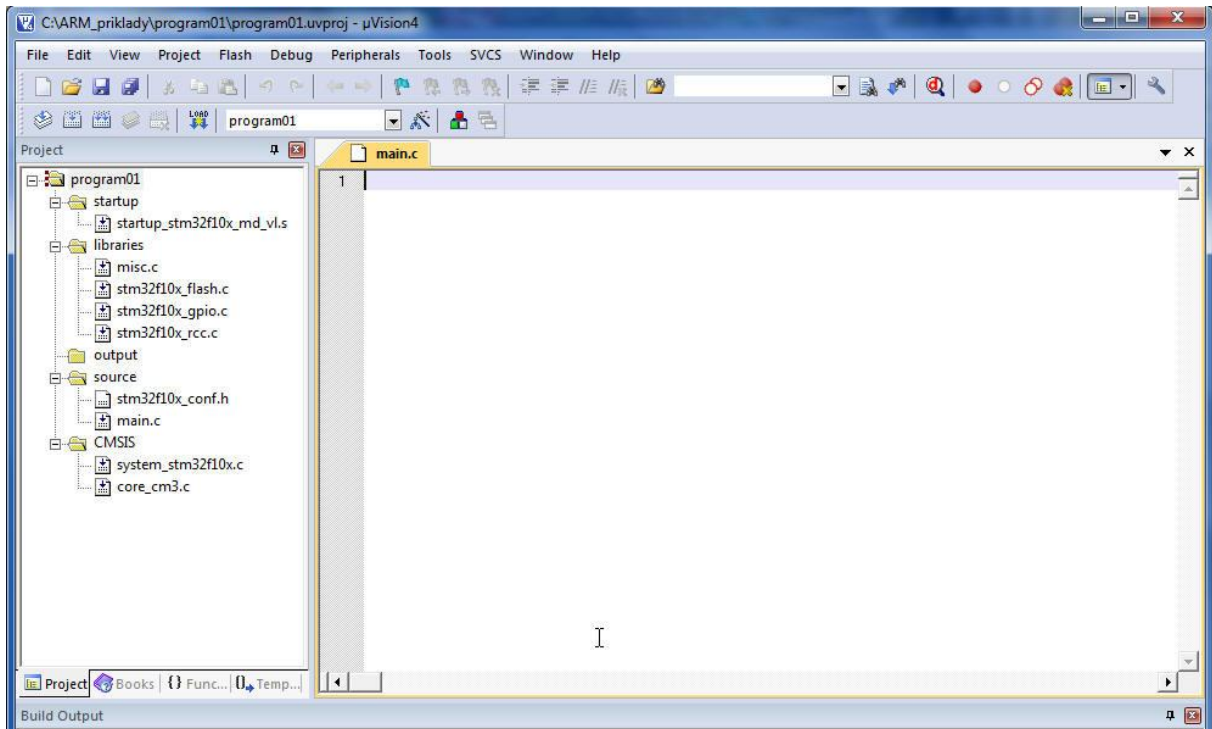 C:\ARM_priklady\program01\program01.uvproj - µVision4
File Edit View Project Flash Debug Peripherals Tools SVCS Window Help
LOAD program01
Project
main.c
1
program01
startup
startup_stm32f10x_md_vl.s
libraries
misc.c
stm32f10x_flash.c
stm32f10x_gpio.c
stm32f10x_rcc.c
output
source
stm32f10x_conf.h
main.c
CMSIS
system_stm32f10x.c
core_cm3.c
Project Books {} Func... Temp...
Build Output